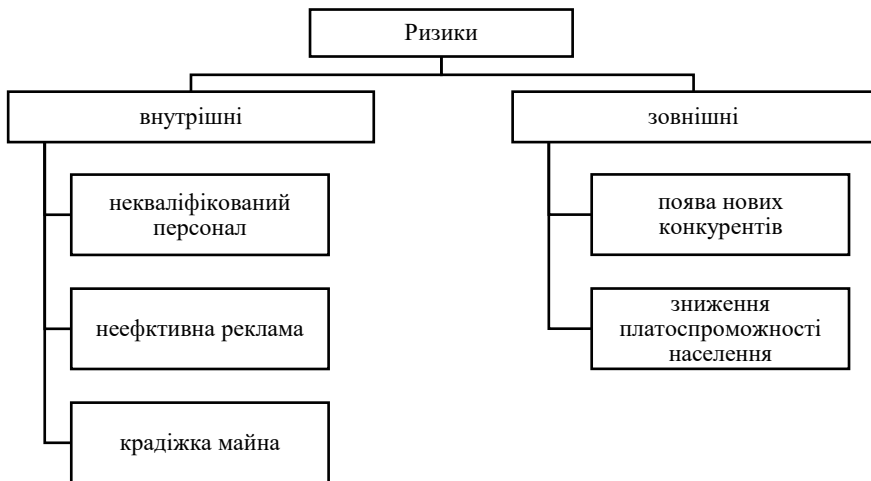 Ризики
внутрішні
некваліфікований
персонал
неефктивна реклама
крадіжка майна
зовнішні
поява нових
конкурентів
зниження
платоспроможності
населення